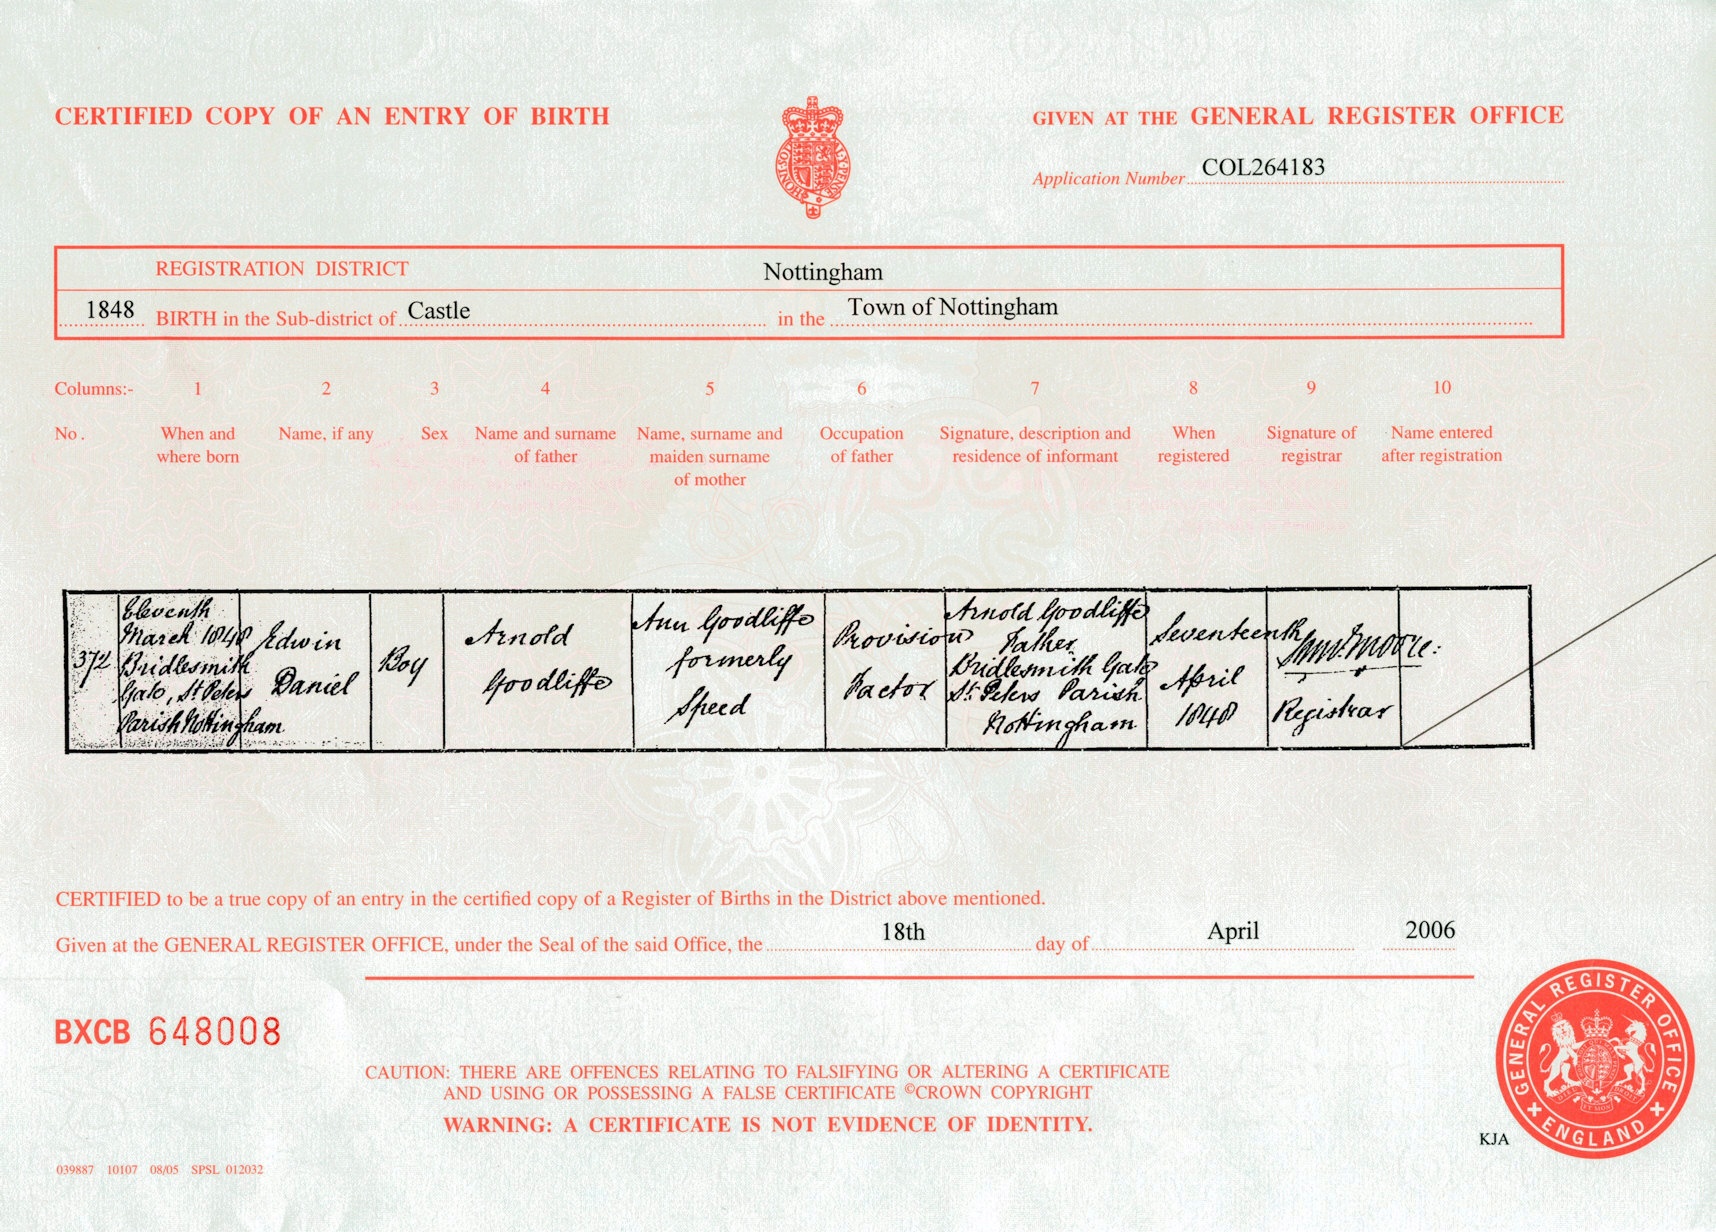 CERTIFIED COPY OF AN ENTRY OF BIRTH
GIVEN AT THE GENERAL REGISTER OFFICE
Application Number COL264183
REGISTRATION DISTRICT Nottingham
1848 BIRTH in the Sub-district of Castle in the Town of Nottingham
Columns:- 1 2 3 4 5 6 7 8 9 10
No. When and where born
Name, if any
Sex
Name and surname of father
Name, surname and maiden surname of mother
Occupation of father
Signature, description and residence of informant
When registered
Signature of registrar
Name entered after registration
372
Eleventh
March 1848
Bridlesmith
Gate, St Peters
Parish Nottingham
Edwin
Daniel
Boy
Arnold
Goodliffe
Ann Goodliffe
formerly
Speed
Provision
Factor
Arnold Goodliffe
Father
Bridlesmith Gate
St Peters Parish
Nottingham
Seventeenth
April
1848
Saml Moore:
Registrar
CERTIFIED to be a true copy of an entry in the certified copy of a Register of Births in the District above mentioned.
Given at the GENERAL REGISTER OFFICE, under the Seal of the said Office, the 18th day of April 2006
BXCB 648008
CAUTION: THERE ARE OFFENCES RELATING TO FALSIFYING OR ALTERING A CERTIFICATE
AND USING OR POSSESSING A FALSE CERTIFICATE ©CROWN COPYRIGHT
WARNING: A CERTIFICATE IS NOT EVIDENCE OF IDENTITY.
GENERAL REGISTER OFFICE
ENGLAND
KJA
039887 10107 08/05 SPSL 012032